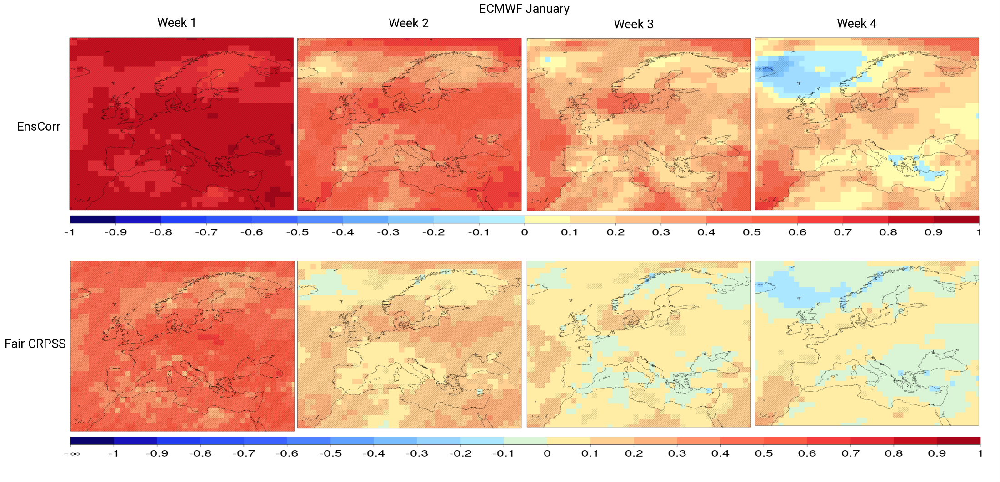 ECMWF January
Week 1 Week 2 Week 3 Week 4
EnsCorr
-1 -0.9 -0.8 -0.7 -0.6 -0.5 -0.4 -0.3 -0.2 -0.1 0 0.1 0.2 0.3 0.4 0.5 0.6 0.7 0.8 0.9 1
Fair CRPSS
-∞ -1 -0.9 -0.8 -0.7 -0.6 -0.5 -0.4 -0.3 -0.2 -0.1 0 0.1 0.2 0.3 0.4 0.5 0.6 0.7 0.8 0.9 1